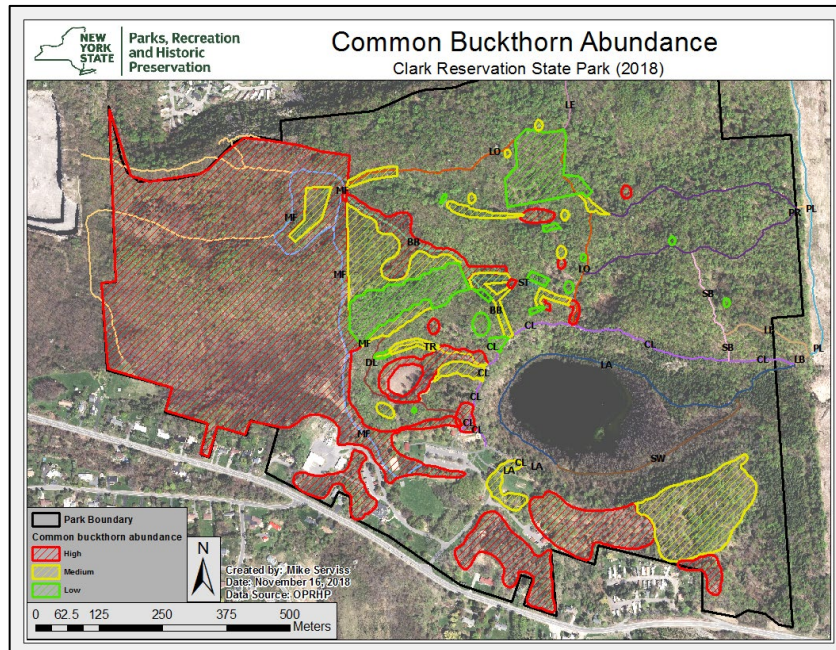 NEW
YORK
STATE
Parks, Recreation
and Historic
Preservation
Common Buckthorn Abundance
Clark Reservation State Park (2018)
LE
LO
MF
MF
PR
PL
BB
MF
LO
ST
SB
BB
LB
CL
CL
MF
TR
CL
SB
PL
DL
CL
LB
LA
CL
CL
CL
CL
MF
SW
CL
LA
LA
Park Boundary
Common buckthorn abundance
High
Medium
Low
N
Created by: Mike Serviss
Date: November 16, 2018
Data Source: OPRHP
0 62.5 125 250 375 500
Meters